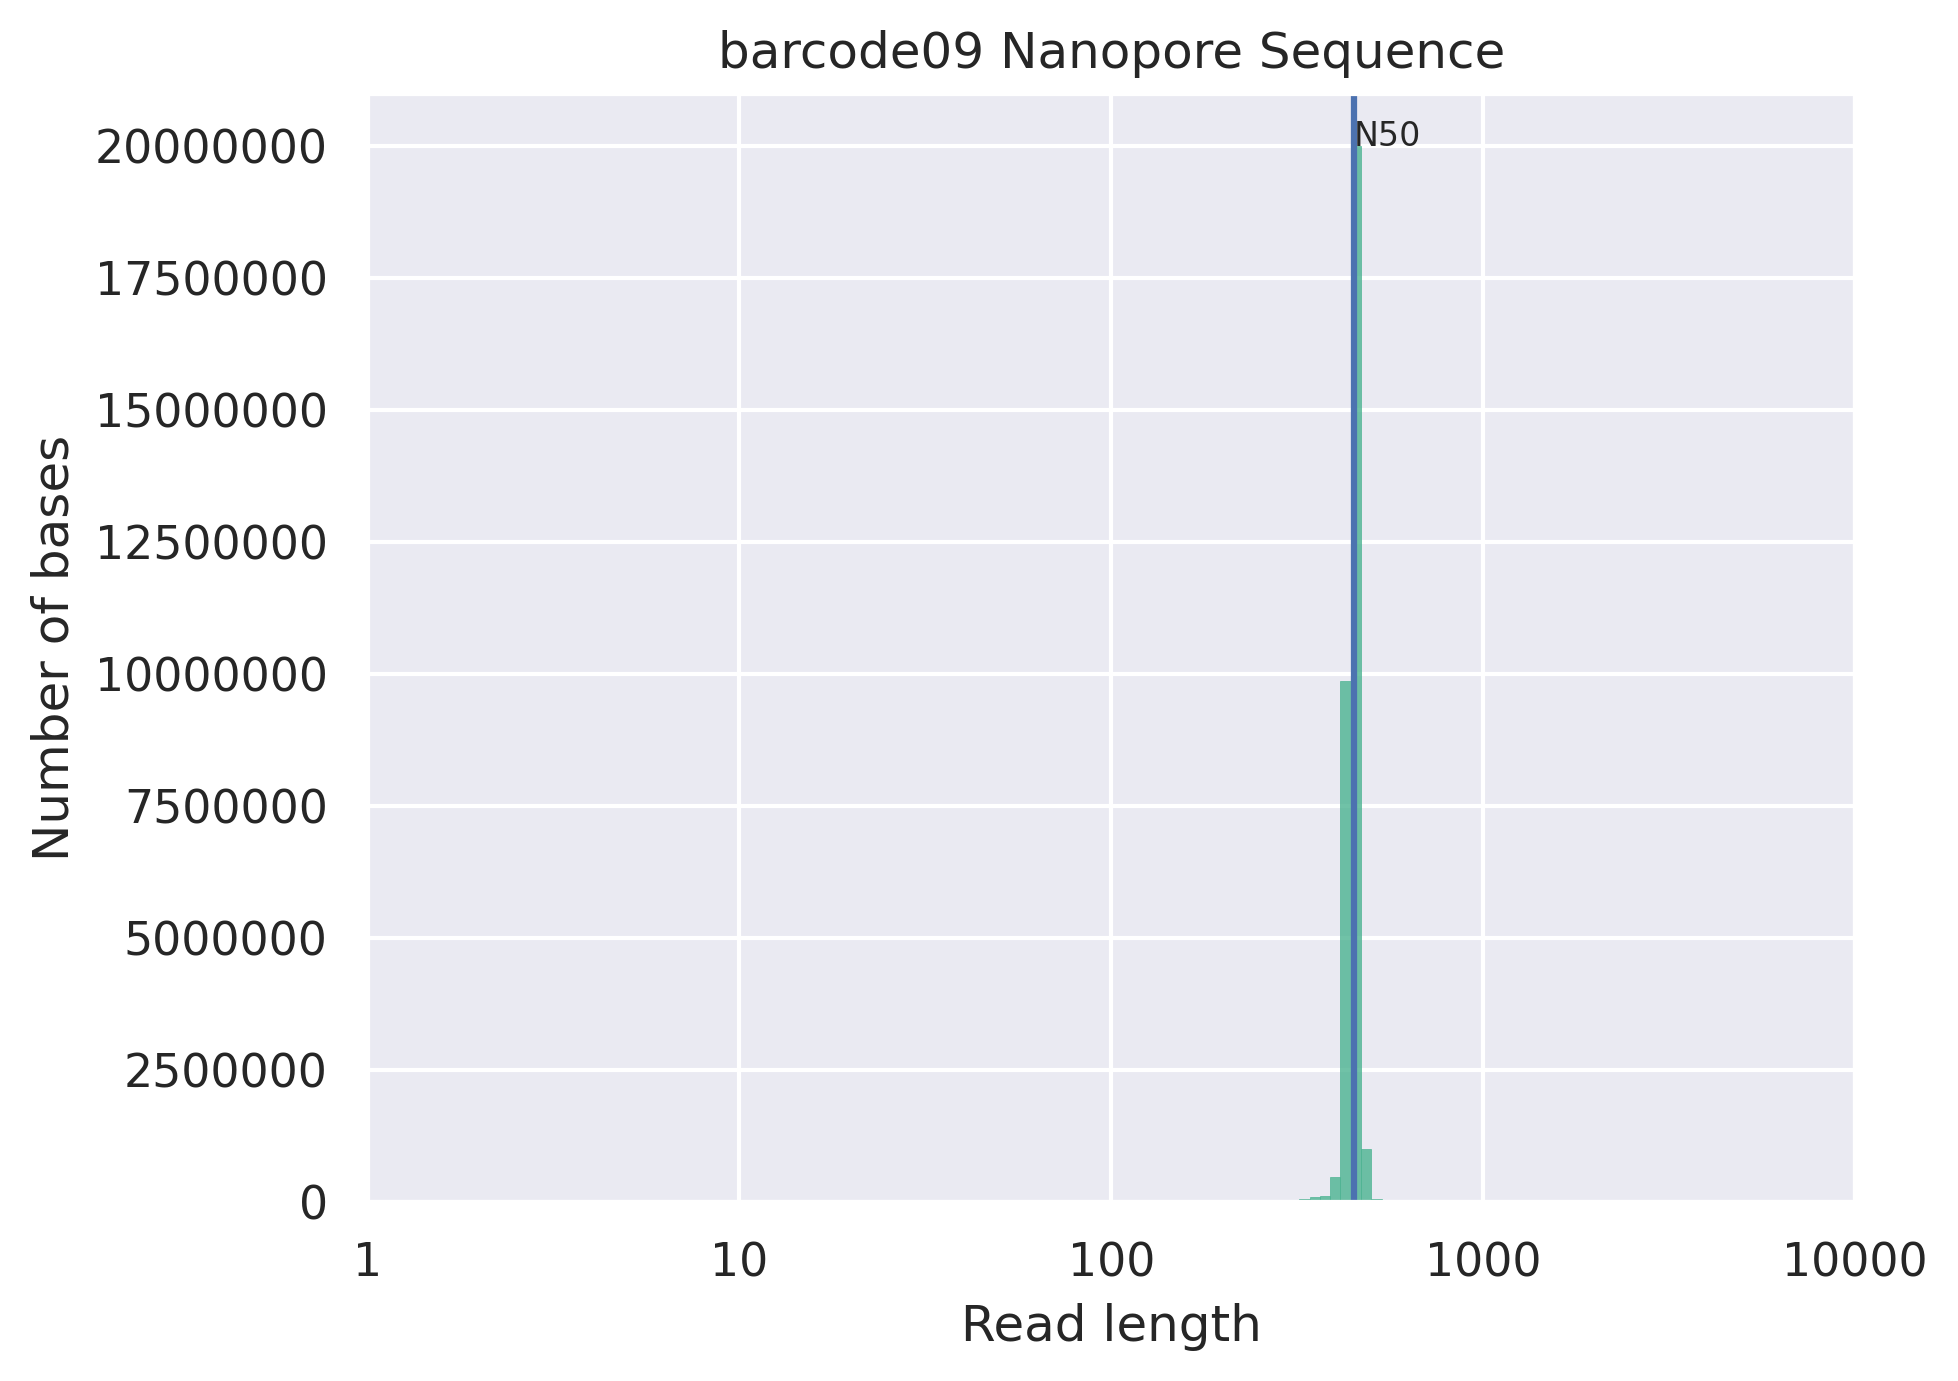 barcode09 Nanopore Sequence
N50
20000000
17500000
15000000
12500000
10000000
7500000
5000000
2500000
0
Number of bases
1 10 100 1000 10000
Read length